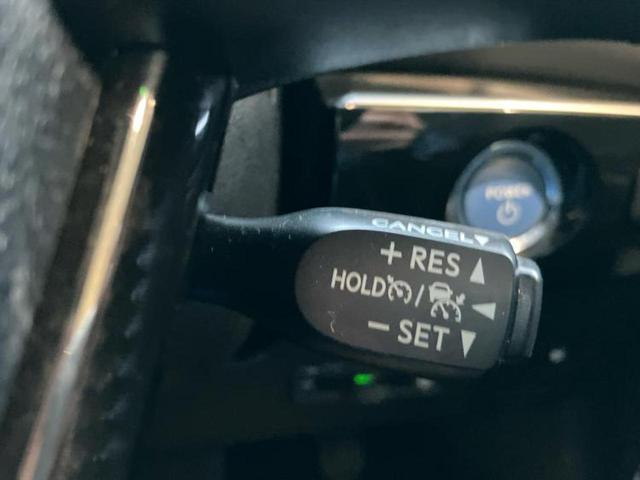 POWER
CANCEL
+ RES
HOLD /
- SET